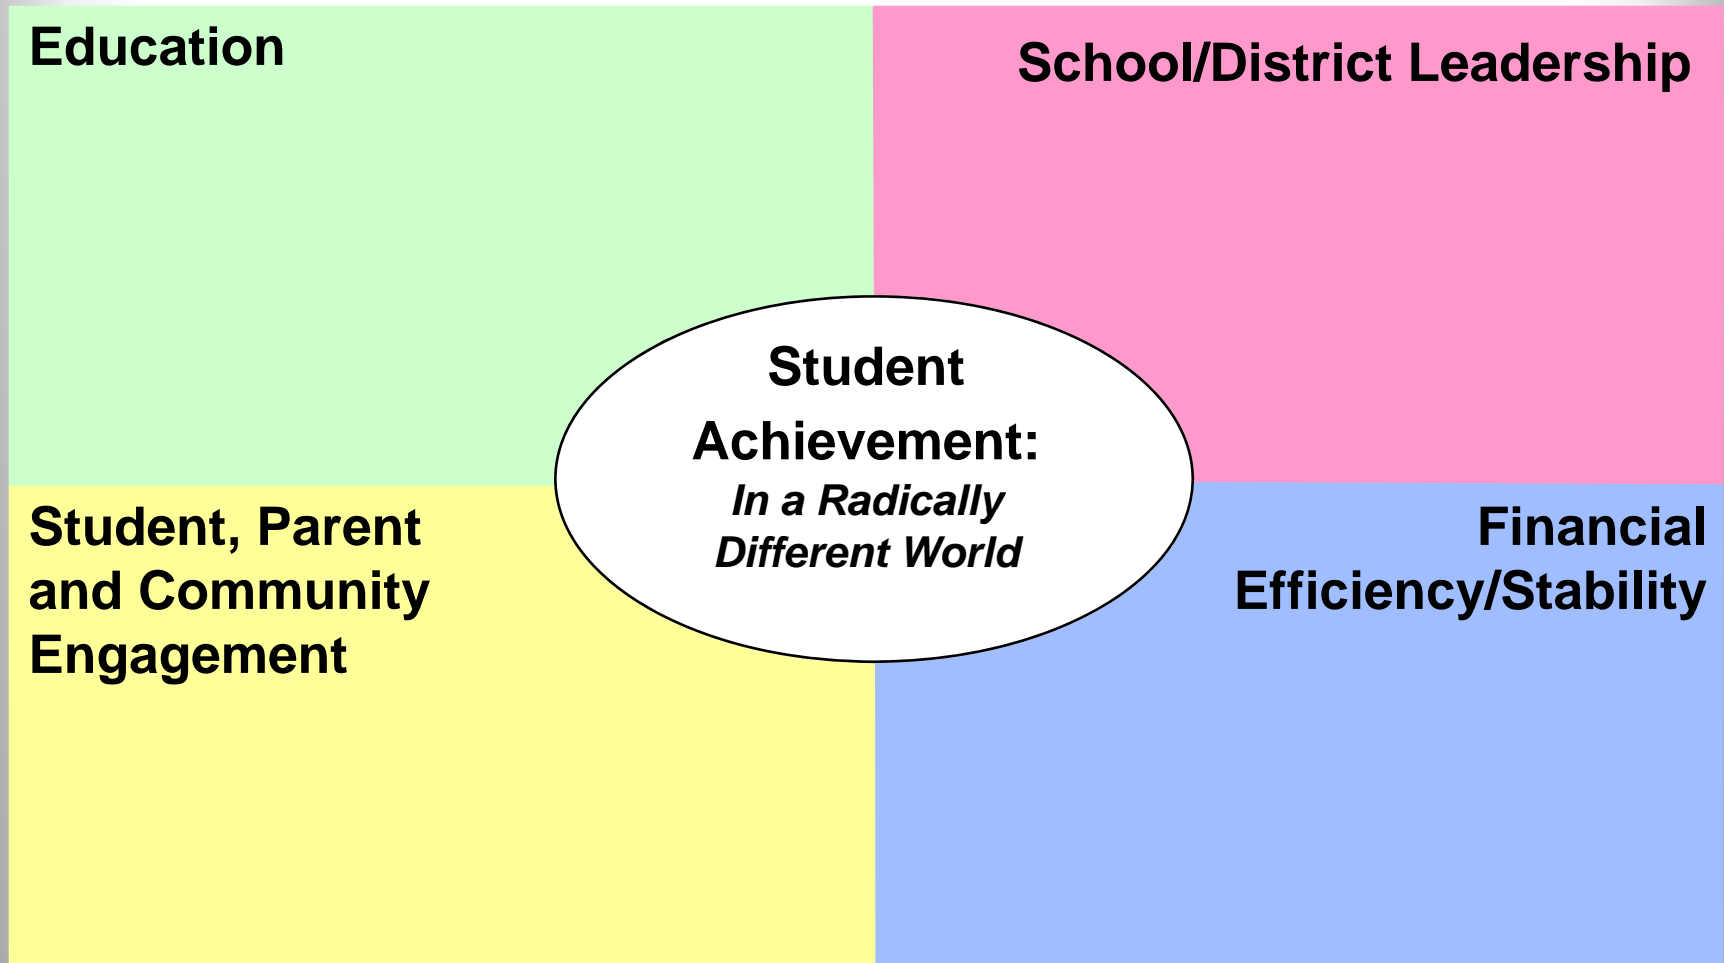 Education
School/District Leadership
Student
Achievement:
In a Radically
Different World
Student, Parent
and Community
Engagement
Financial
Efficiency/Stability